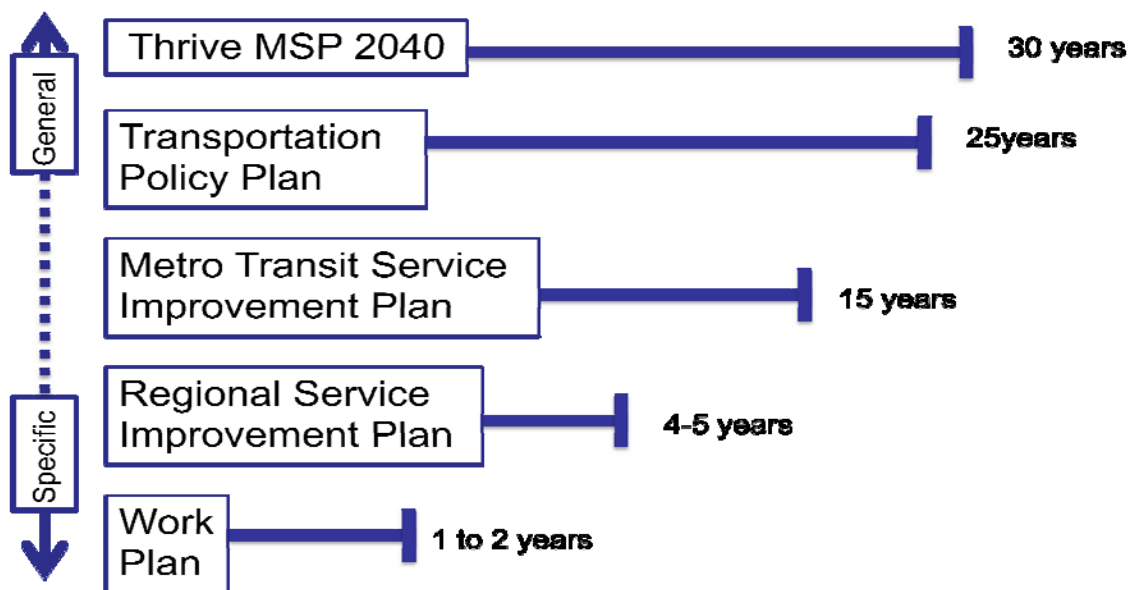 General
Thrive MSP 2040
30 years
Transportation
Policy Plan
25years
Metro Transit Service
Improvement Plan
15 years
Specific
Regional Service
Improvement Plan
4-5 years
Work
Plan
1 to 2 years